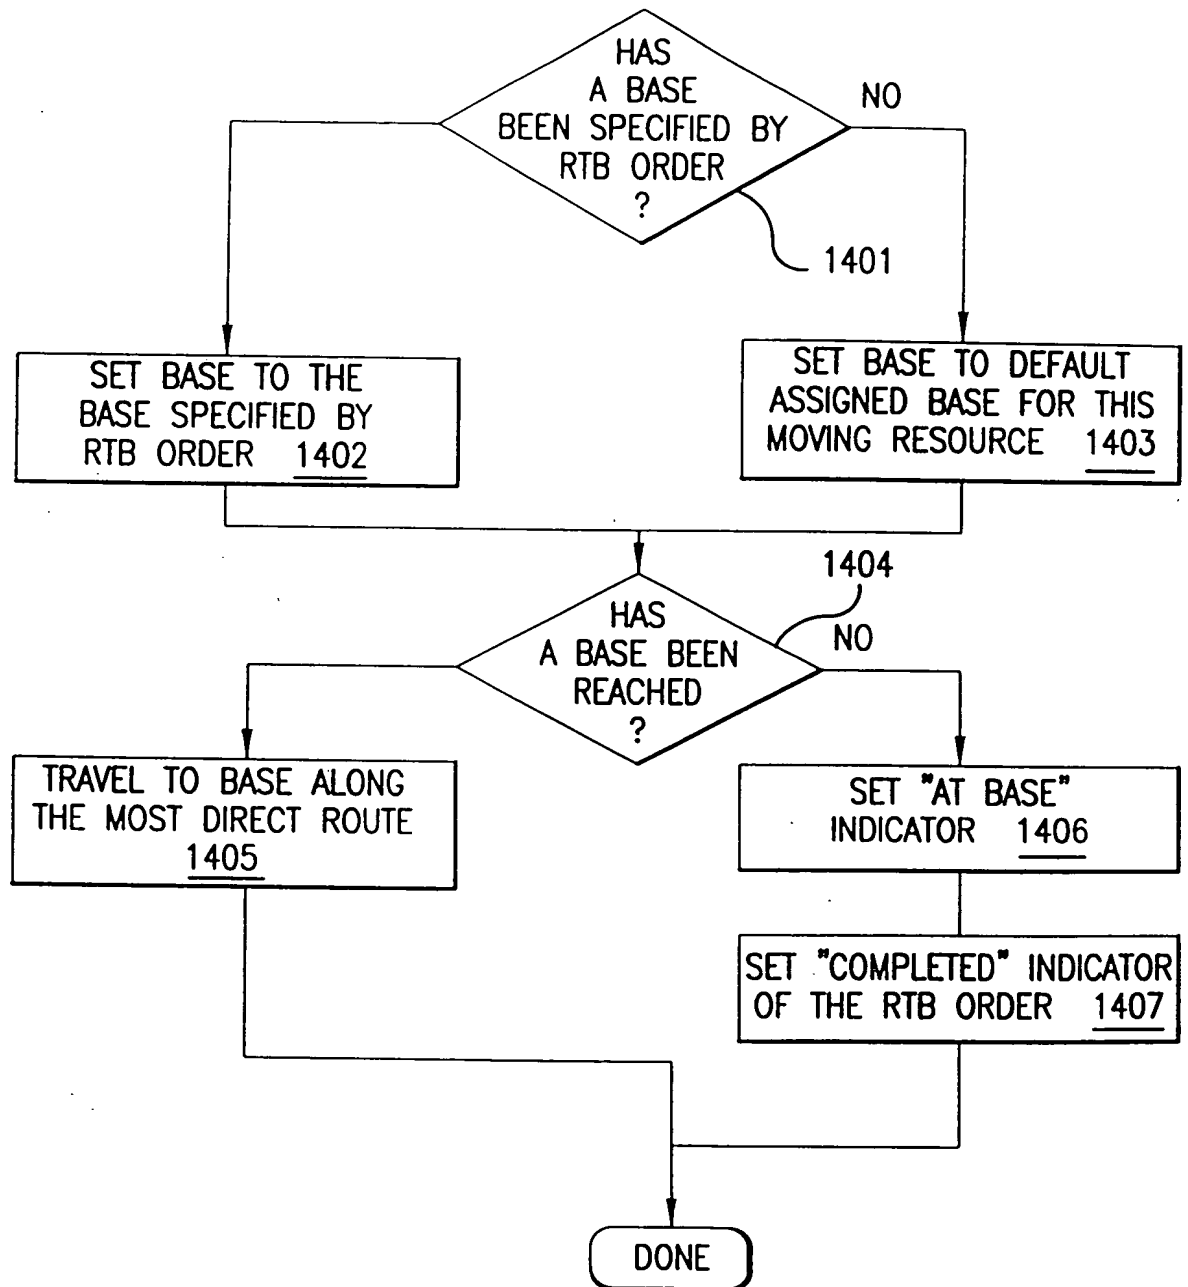 HAS
A BASE
BEEN SPECIFIED BY
RTB ORDER
?
NO
1401
SET BASE TO THE
BASE SPECIFIED BY
RTB ORDER 1402
SET BASE TO DEFAULT
ASSIGNED BASE FOR THIS
MOVING RESOURCE 1403
1404
HAS
A BASE BEEN
REACHED
?
NO
TRAVEL TO BASE ALONG
THE MOST DIRECT ROUTE
1405
SET "AT BASE"
INDICATOR 1406
SET "COMPLETED" INDICATOR
OF THE RTB ORDER 1407
DONE